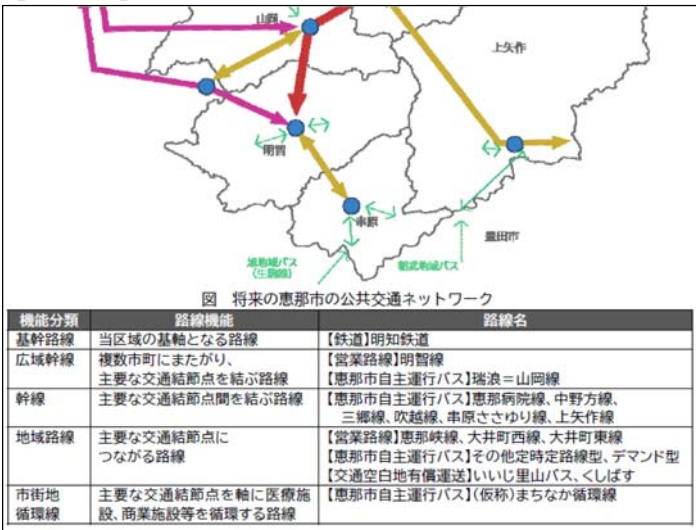 山岡
上矢作
明智
串原
豊田市
旭地域バス
(生駒線)
稲武地域バス
図 将来の恵那市の公共交通ネットワーク
機能分類 路線機能 路線名
基幹路線 当区域の基軸となる路線 【鉄道】明知鉄道
広域幹線 複数市町にまたがり、 【営業路線】明智線
主要な交通結節点を結ぶ路線 【恵那市自主運行バス】瑞浪=山岡線
幹線 主要な交通結節点間を結ぶ路線 【恵那市自主運行バス】恵那病院線、中野方線、
三郷線、吹越線、串原ささゆり線、上矢作線
地域路線 主要な交通結節点に 【営業路線】恵那峡線、大井町西線、大井町東線
つながる路線 【恵那市自主運行バス】その他定時定路線型、デマンド型
【交通空白地有償運送】いいじ里山バス、くしばす
市街地 主要な交通結節点を軸に医療施 【恵那市自主運行バス】(仮称)まちなか循環線
循環線 設、商業施設等を循環する路線